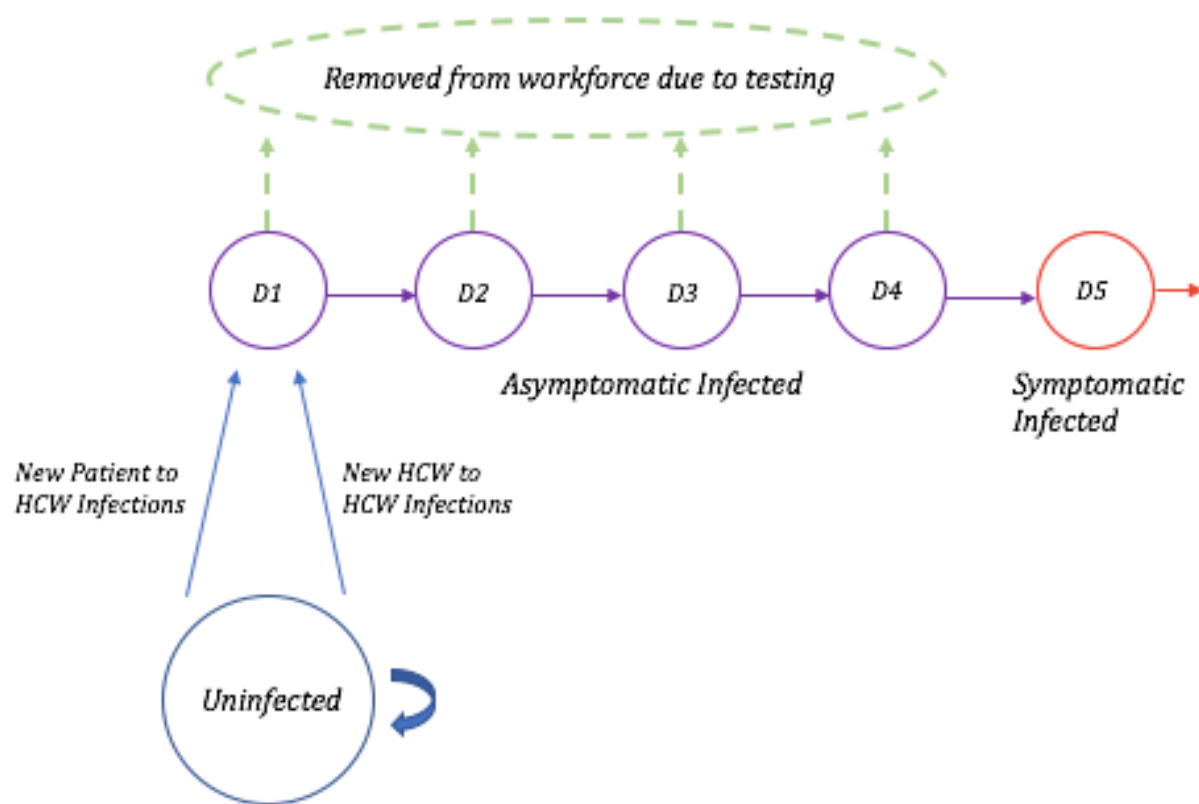 Removed from workforce due to testing
D1
D2
D3
D4
D5
Asymptomatic Infected
Symptomatic
Infected
New Patient to
HCW Infections
New HCW to
HCW Infections
Uninfected